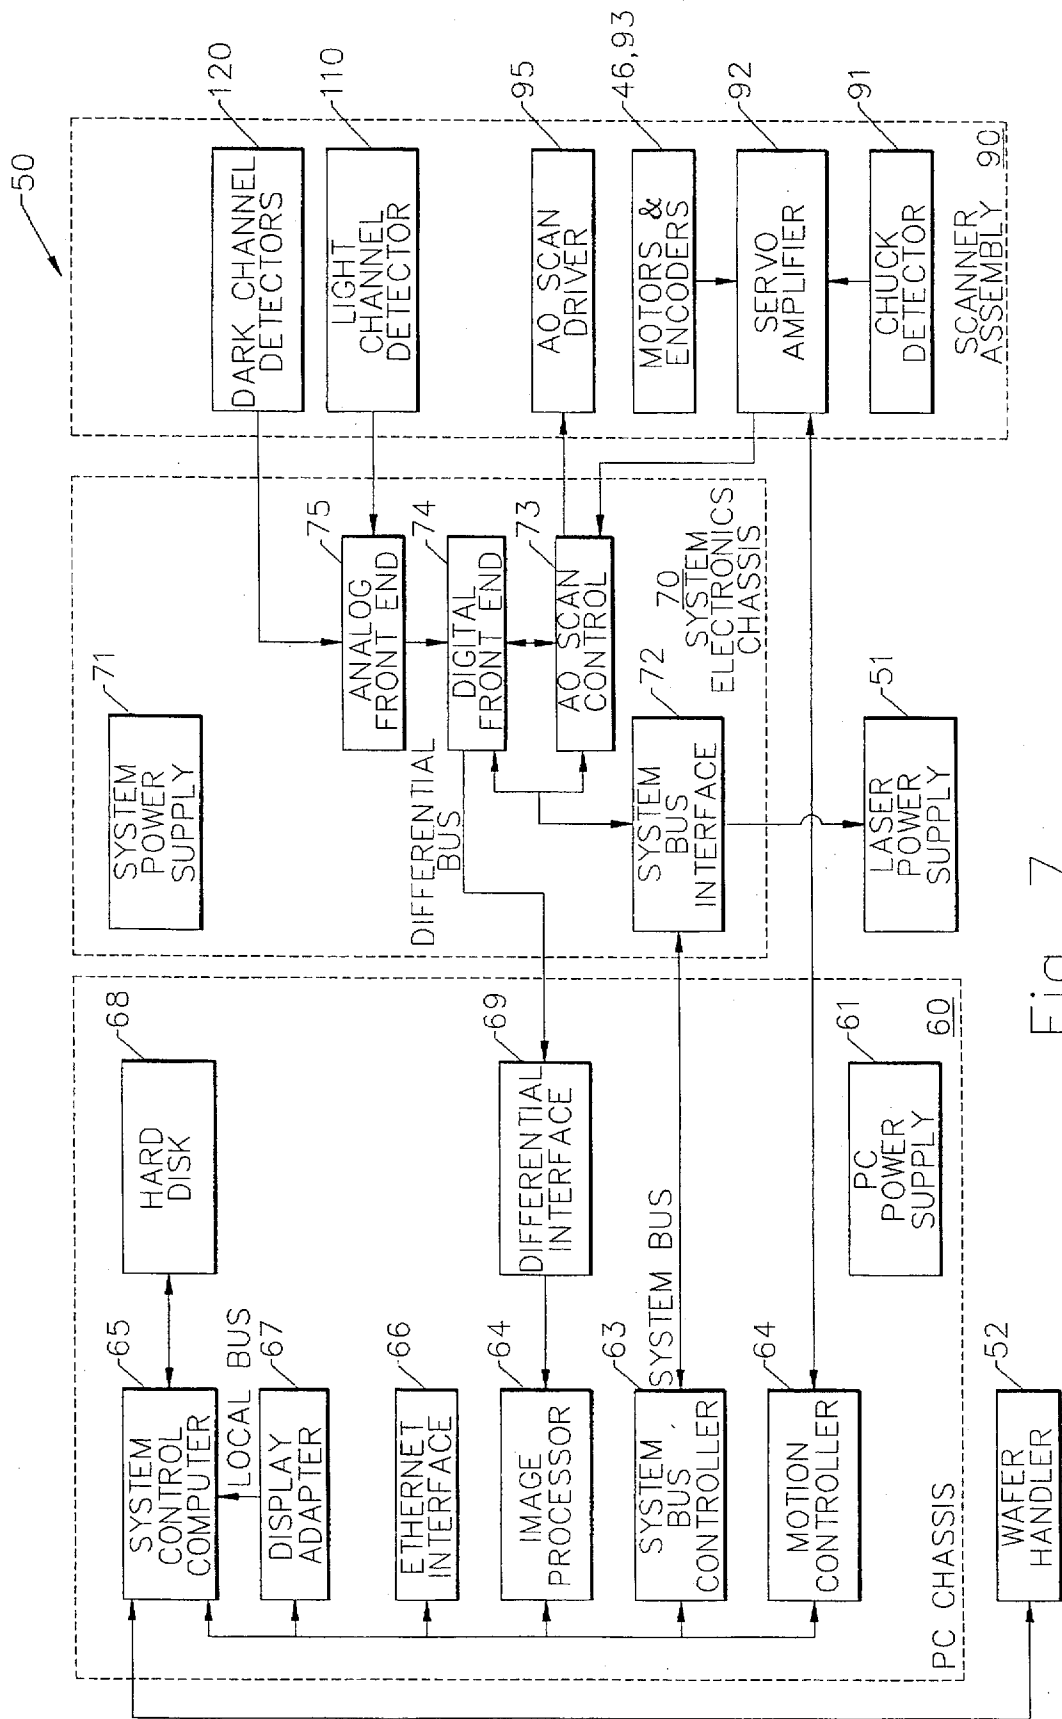 50
SYSTEM
CONTROL
COMPUTER
65
LOCAL BUS
HARD
DISK
68
DISPLAY
ADAPTER
67
ETHERNET
INTERFACE
66
IMAGE
PROCESSOR
64
DIFFERENTIAL
INTERFACE
69
SYSTEM
BUS
CONTROLLER
63
SYSTEM BUS
MOTION
CONTROLLER
64
PC
POWER
SUPPLY
61
PC CHASSIS
60
WAFER
HANDLER
52
SYSTEM
POWER
SUPPLY
71
DIFFERENTIAL
BUS
ANALOG
FRONT END
75
DIGITAL
FRONT END
74
AO SCAN
CONTROL
73
SYSTEM
BUS
INTERFACE
72
70
SYSTEM
ELECTRONICS
CHASSIS
LASER
POWER
SUPPLY
51
DARK CHANNEL
DETECTORS
120
LIGHT
CHANNEL
DETECTOR
110
AO SCAN
DRIVER
95
MOTORS &
ENCODERS
46,93
SERVO
AMPLIFIER
92
CHUCK
DETECTOR
91
SCANNER
ASSEMBLY
90
Fig. 7